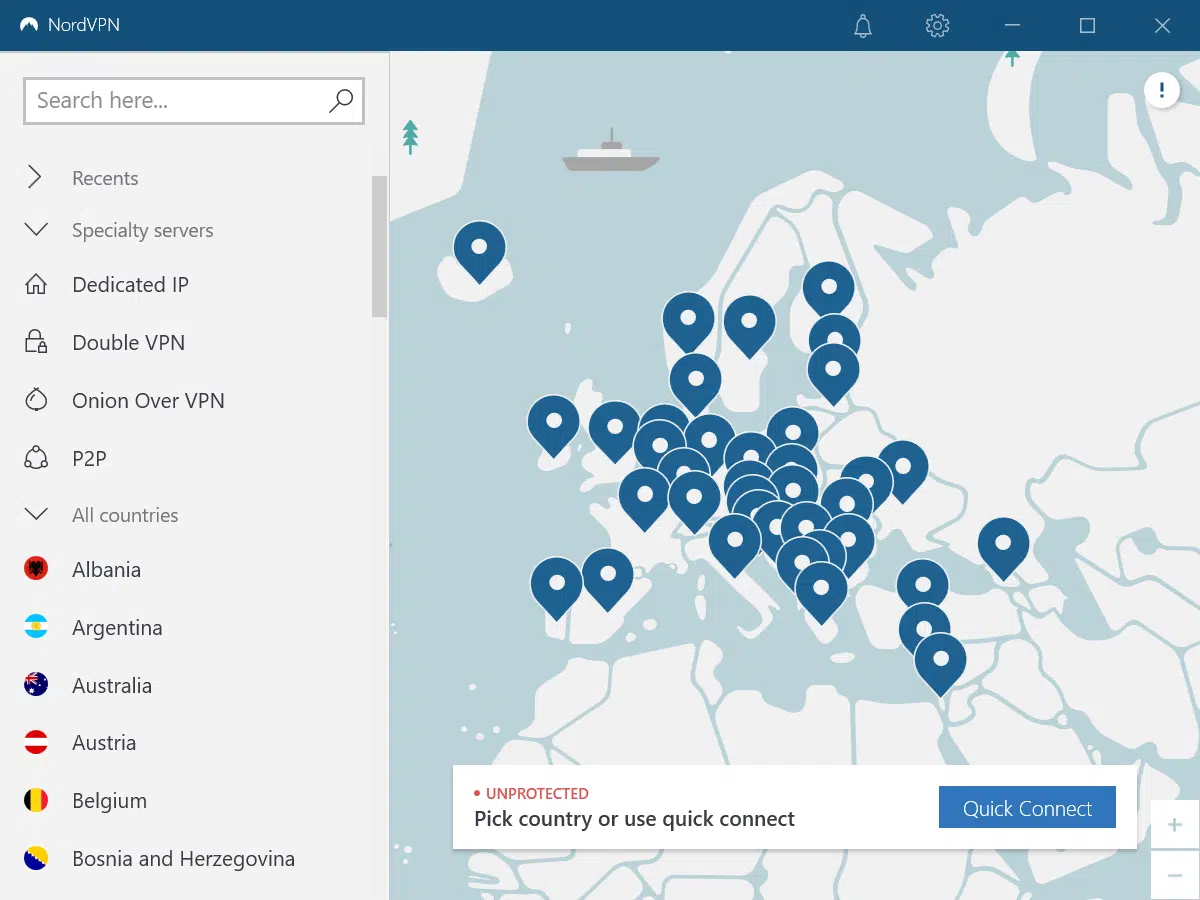 NordVPN
Search here...
Recents
Specialty servers
Dedicated IP
Double VPN
Onion Over VPN
P2P
All countries
Albania
Argentina
Australia
Austria
Belgium
Bosnia and Herzegovina
!
• UNPROTECTED
Pick country or use quick connect
Quick Connect
+
−